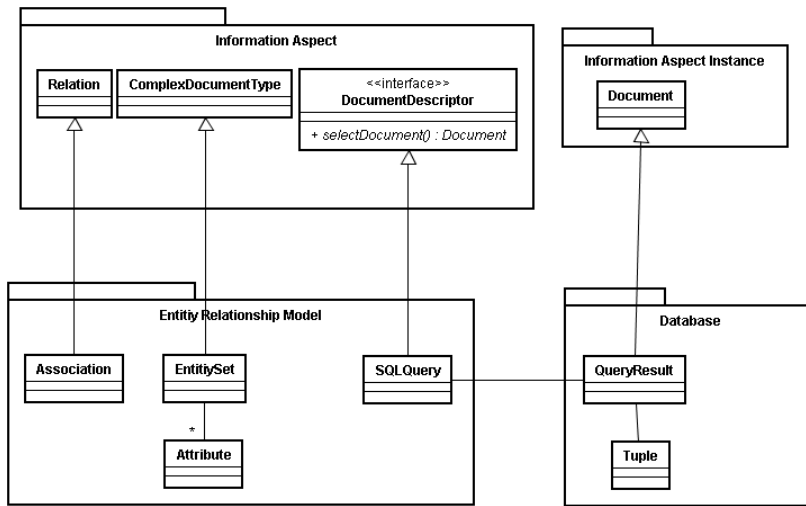 Information Aspect
Relation
ComplexDocumentType
<<interface>>
DocumentDescriptor
+ selectDocument() : Document
Information Aspect Instance
Document
Entitiy Relationship Model
Association
EntitiySet
SQLQuery
*
Attribute
Database
QueryResult
Tuple